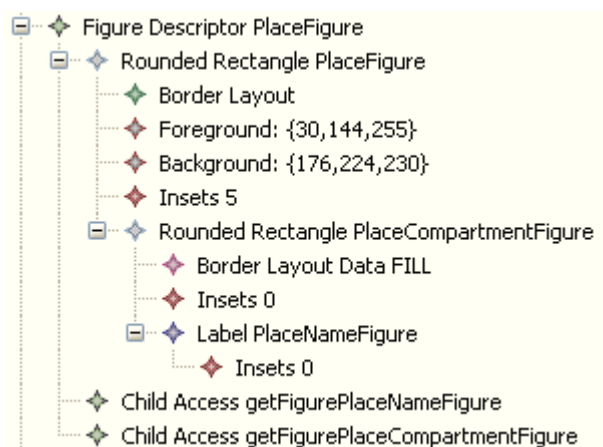 Figure Descriptor PlaceFigure
Rounded Rectangle PlaceFigure
Border Layout
Foreground: {30,144,255}
Background: {176,224,230}
Insets 5
Rounded Rectangle PlaceCompartmentFigure
Border Layout Data FILL
Insets 0
Label PlaceNameFigure
Insets 0
Child Access getFigurePlaceNameFigure
Child Access getFigurePlaceCompartmentFigure